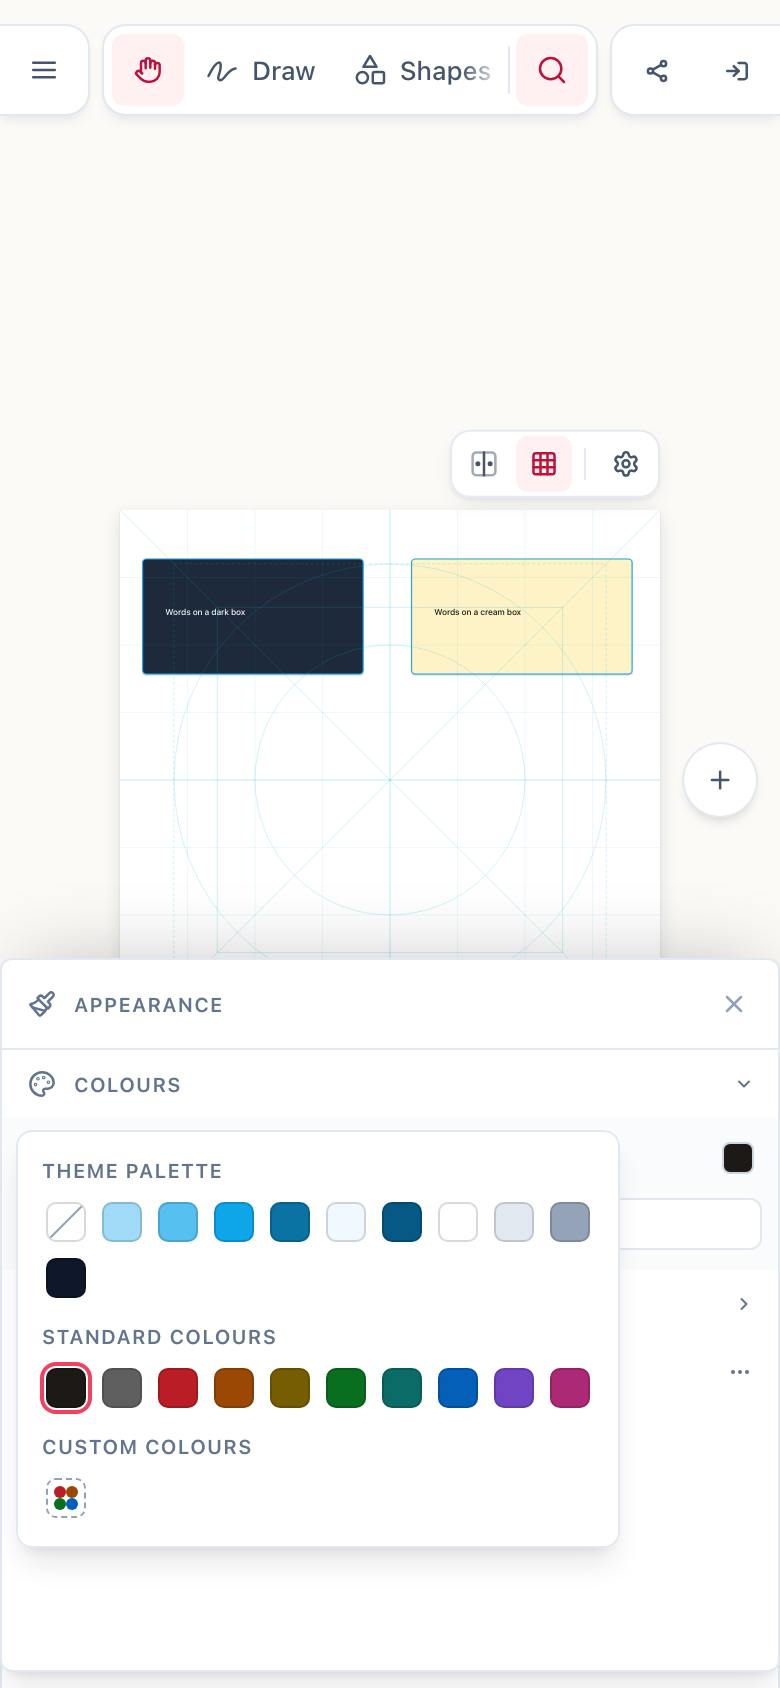 Draw
Shapes
Words on a dark box
Words on a cream box
APPEARANCE
COLOURS
THEME PALETTE
STANDARD COLOURS
CUSTOM COLOURS